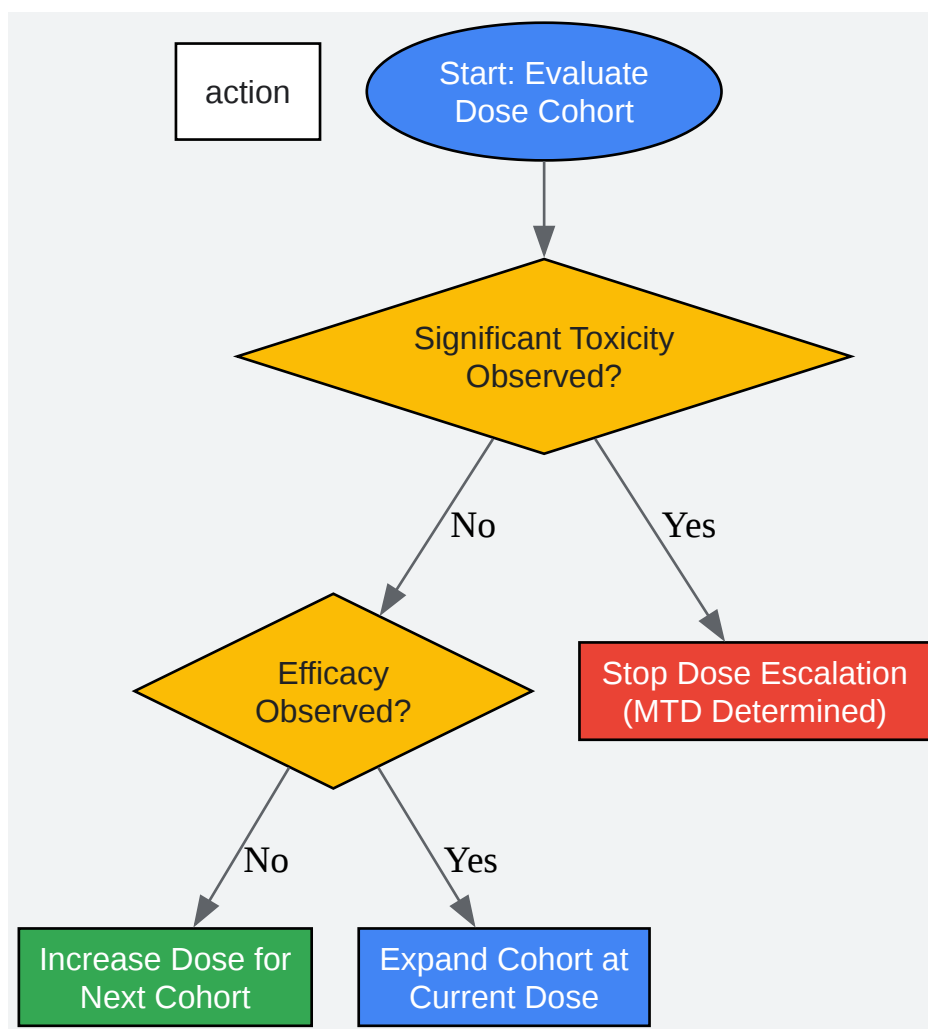 action
Start: Evaluate
Dose Cohort
Significant Toxicity
Observed?
No
Yes
Efficacy
Observed?
Stop Dose Escalation
(MTD Determined)
No
Yes
Increase Dose for
Next Cohort
Expand Cohort at
Current Dose